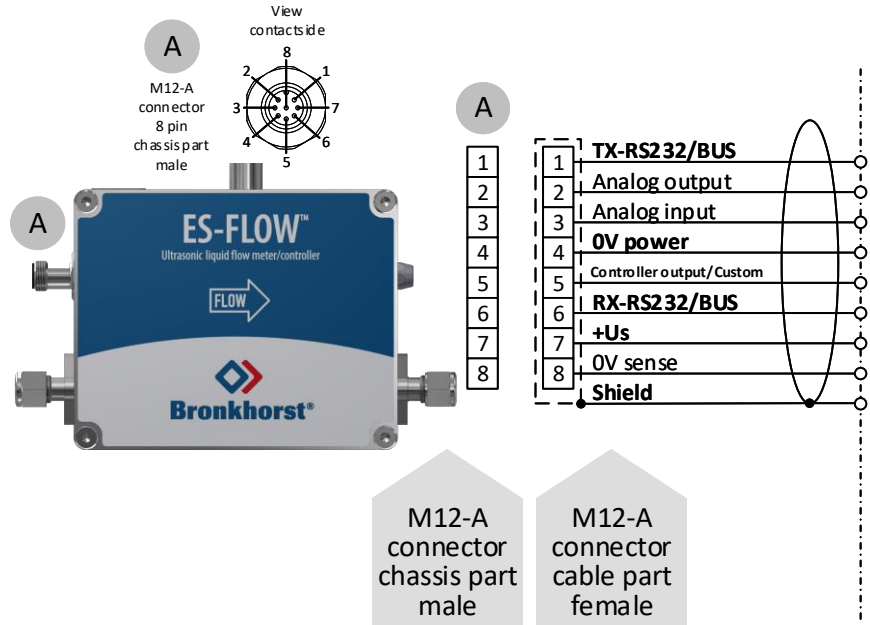 View
contactside
A
8
2
1
M12-A
connector
8 pin
chassis part
male
3
7
4
6
5
A
A
ES-FLOW™
Ultrasonic liquid flow meter/controller
FLOW
Bronkhorst®
1
2
3
4
5
6
7
8
1 TX-RS232/BUS
2 Analog output
3 Analog input
4 0V power
5 Controller output/Custom
6 RX-RS232/BUS
7 +Us
8 0V sense
Shield
M12-A
connector
chassis part
male
M12-A
connector
cable part
female